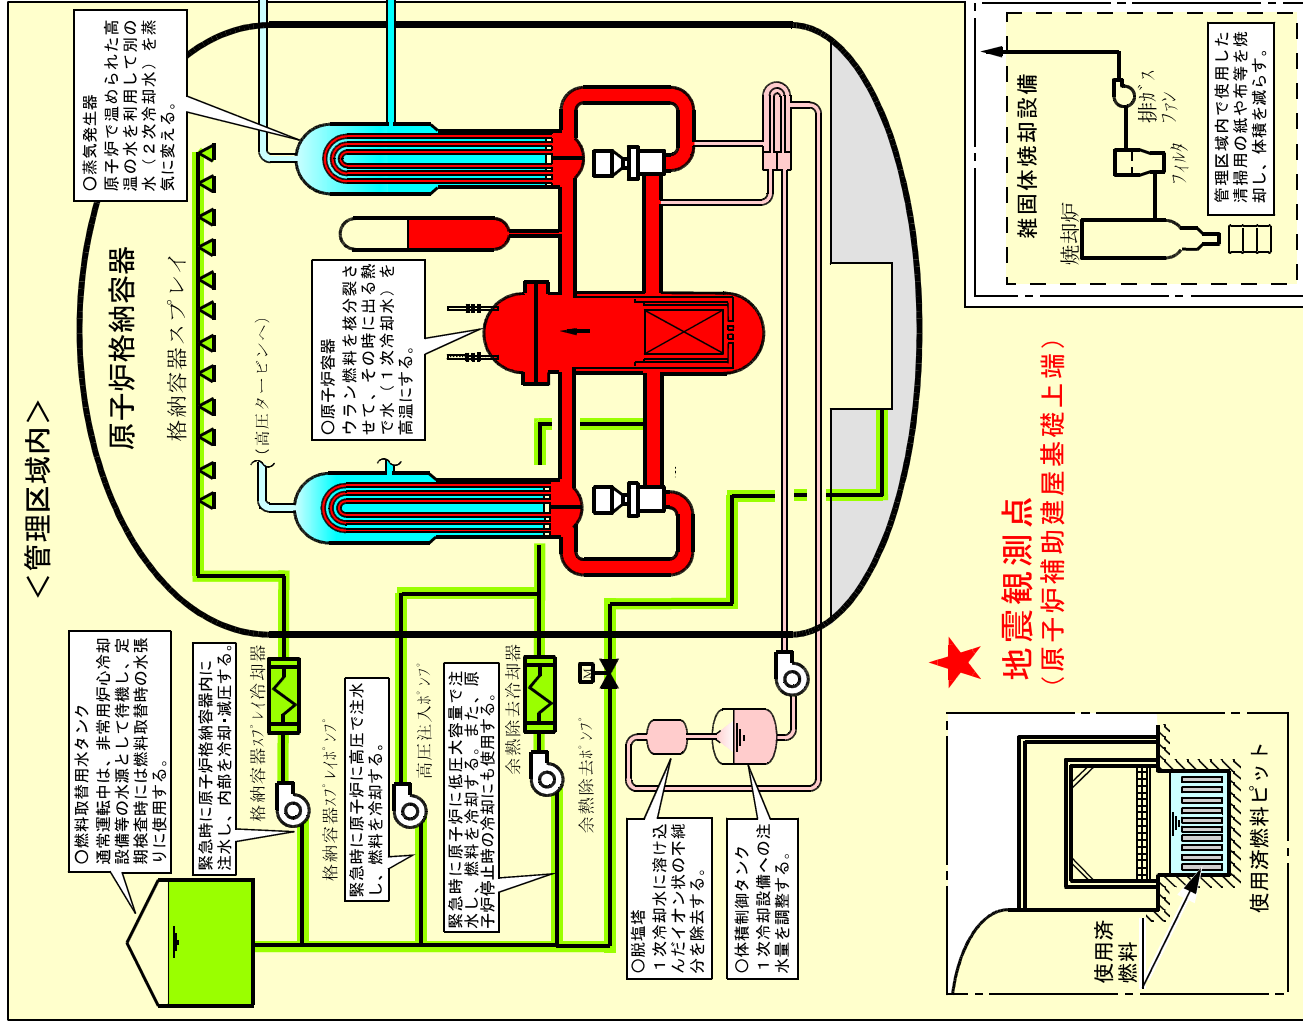 ＜管理区域内＞
○燃料取替用水タンク
通常運転中は、非常用炉心冷却
設備等の水源として待機し、定
期検査時には燃料取替時の水張
りに使用する。
○蒸気発生器
原子炉で温められた高
温の水を利用して別の
水（２次冷却水）を蒸
気に変える。
原子炉格納容器
格納容器スプレイ
（高圧タービンへ）
緊急時に原子炉格納容器内に
注水し、内部を冷却・減圧する。
格納容器ｽﾌﾟﾚｲ冷却器
格納容器ｽﾌﾟﾚｲﾎﾟﾝﾌﾟ
○原子炉容器
ウラン燃料を核分裂さ
せて、その時に出る熱
で水（１次冷却水）を
高温にする。
緊急時に原子炉に高圧で注水
し、燃料を冷却する。
高圧注入ﾎﾟﾝﾌﾟ
緊急時に原子炉に低圧大容量で注
水し、燃料を冷却する。また、原
子炉停止時の冷却にも使用する。
余熱除去冷却器
余熱除去ﾎﾟﾝﾌﾟ
M
○脱塩塔
１次冷却水に溶け込
んだイオン状の不純
分を除去する。
○体積制御タンク
１次冷却設備への注
水量を調整する。
地震観測点
（原子炉補助建屋基礎上端）
雑固体焼却設備
焼却炉
排ｶﾞｽ
ﾌｧﾝ
ﾌｨﾙﾀ
管理区域内で使用した
清掃用の紙や布等を焼
却し、体積を減らす。
使用済
燃料
使用済燃料ピット